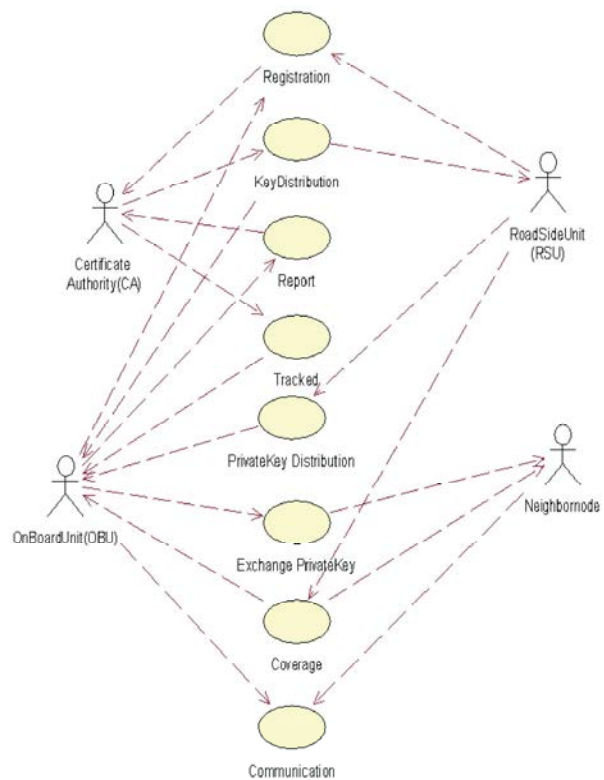 Registration
KeyDistribution
Certificate
Authority(CA)
RoadSideUnit
(RSU)
Report
Tracked
PrivateKey Distribution
OnBoardUnit(OBU)
Neighbornode
Exchange PrivateKey
Coverage
Communication